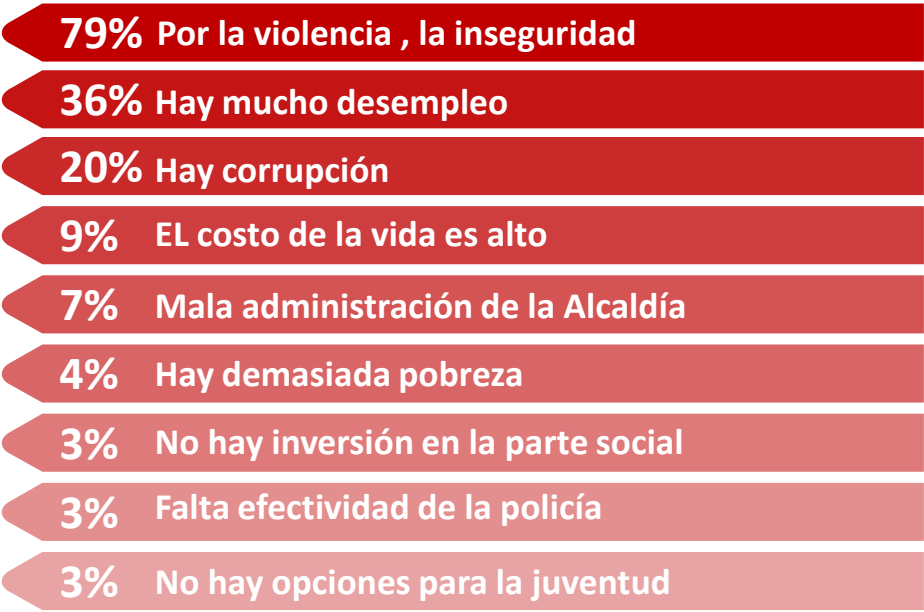 79% Por la violencia , la inseguridad
36% Hay mucho desempleo
20% Hay corrupción
9% EL costo de la vida es alto
7% Mala administración de la Alcaldía
4% Hay demasiada pobreza
3% No hay inversión en la parte social
3% Falta efectividad de la policía
3% No hay opciones para la juventud